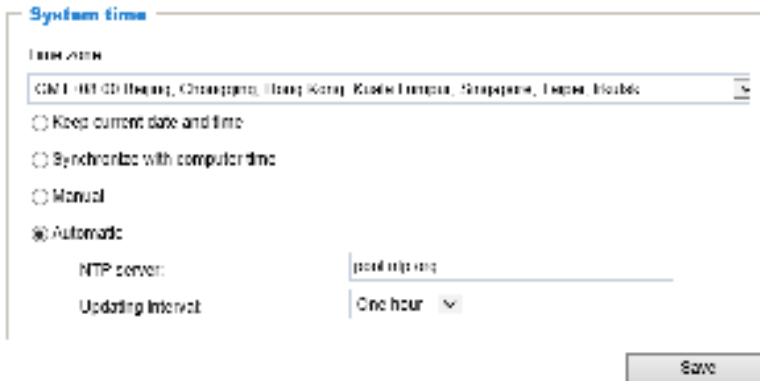 System time
Time zone
GMT+08:00 Beijing, Chongqing, Hong Kong, Kuala Lumpur, Singapore, Taipei, Irkutsk
Keep current date and time
Synchronize with computer time
Manual
Automatic
NTP server:
pool.ntp.org
Updating interval:
One hour
Save